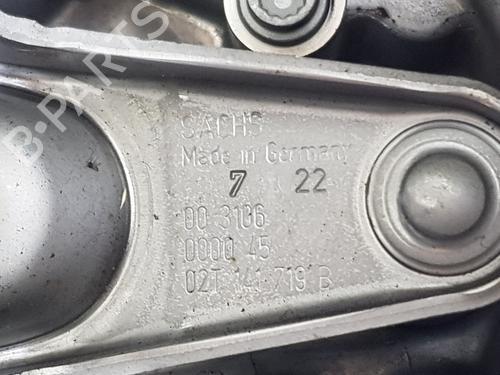 B-PARTS
SACHS
Made in Germany
7 22
00 3106
0000 45
02T 141 719 B